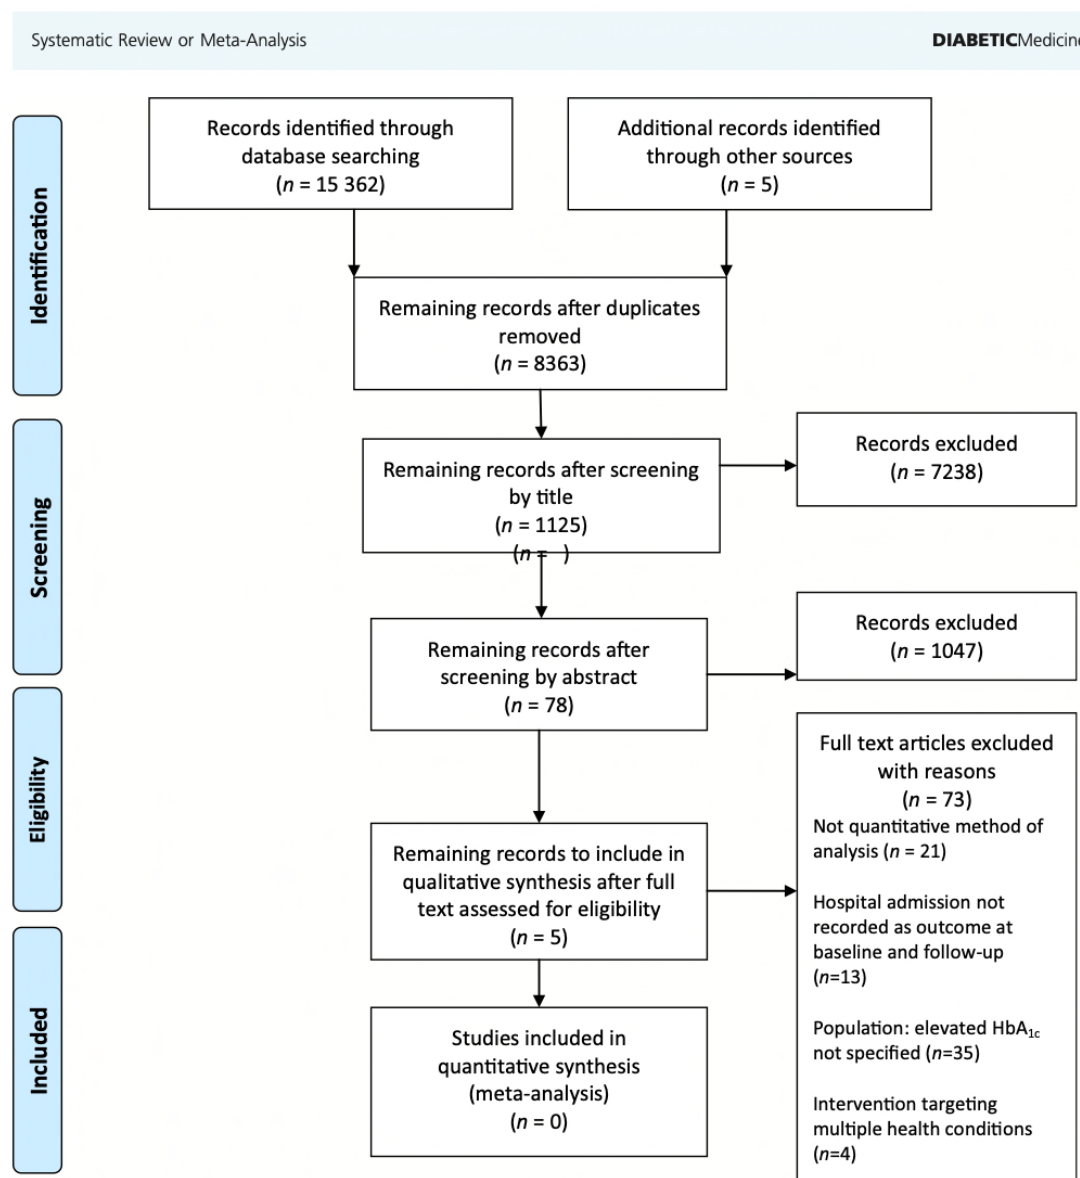 Systematic Review or Meta-Analysis
DIABETICMedicine
Identification
Records identified through
database searching
(n = 15 362)
Additional records identified
through other sources
(n = 5)
Remaining records after duplicates
removed
(n = 8363)
Screening
Remaining records after screening
by title
(n = 1125)
(n =   )
Records excluded
(n = 7238)
Remaining records after
screening by abstract
(n = 78)
Records excluded
(n = 1047)
Eligibility
Remaining records to include in
qualitative synthesis after full
text assessed for eligibility
(n = 5)
Full text articles excluded
with reasons
(n = 73)
Not quantitative method of
analysis (n = 21)
Hospital admission not
recorded as outcome at
baseline and follow-up
(n=13)
Population: elevated HbA1c
not specified (n=35)
Intervention targeting
multiple health conditions
(n=4)
Included
Studies included in
quantitative synthesis
(meta-analysis)
(n = 0)